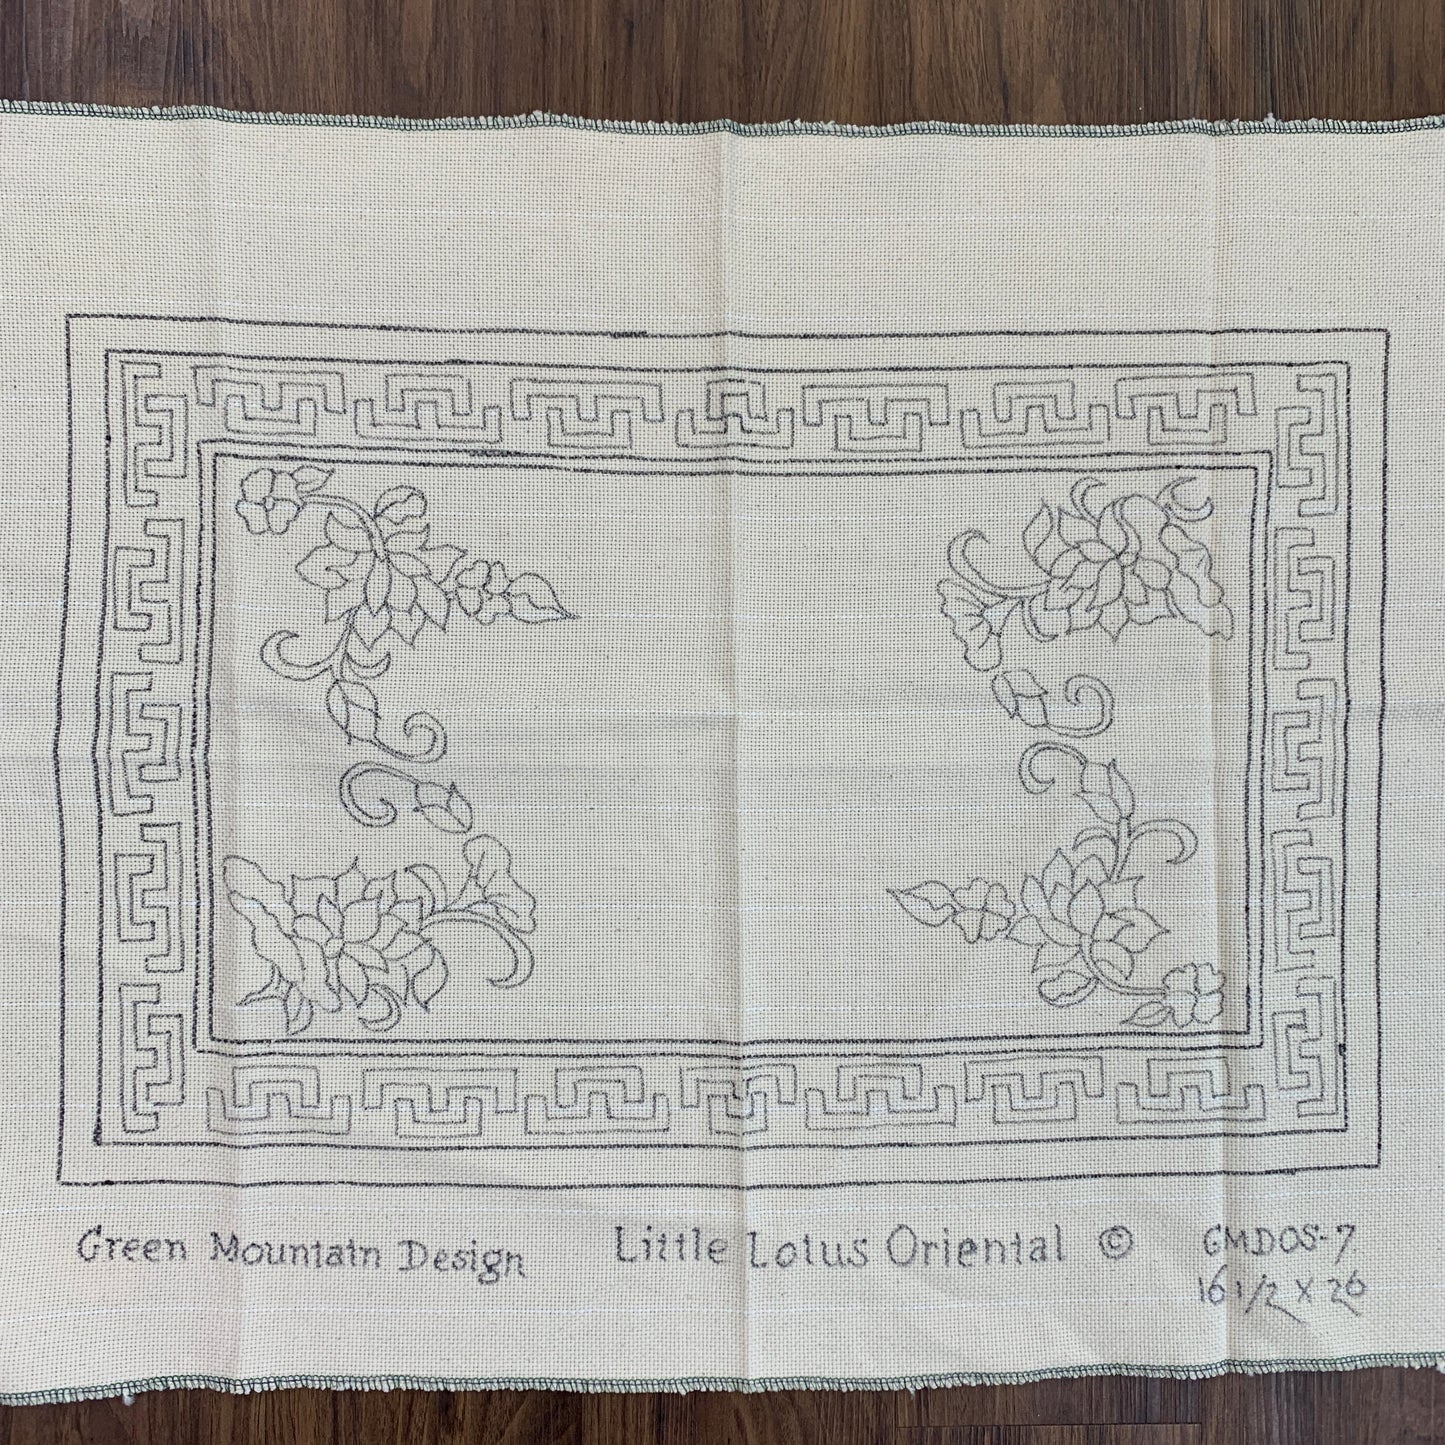 Green Mountain Design Little Lotus Oriental © GMDOS-7
16 1/2 x 26